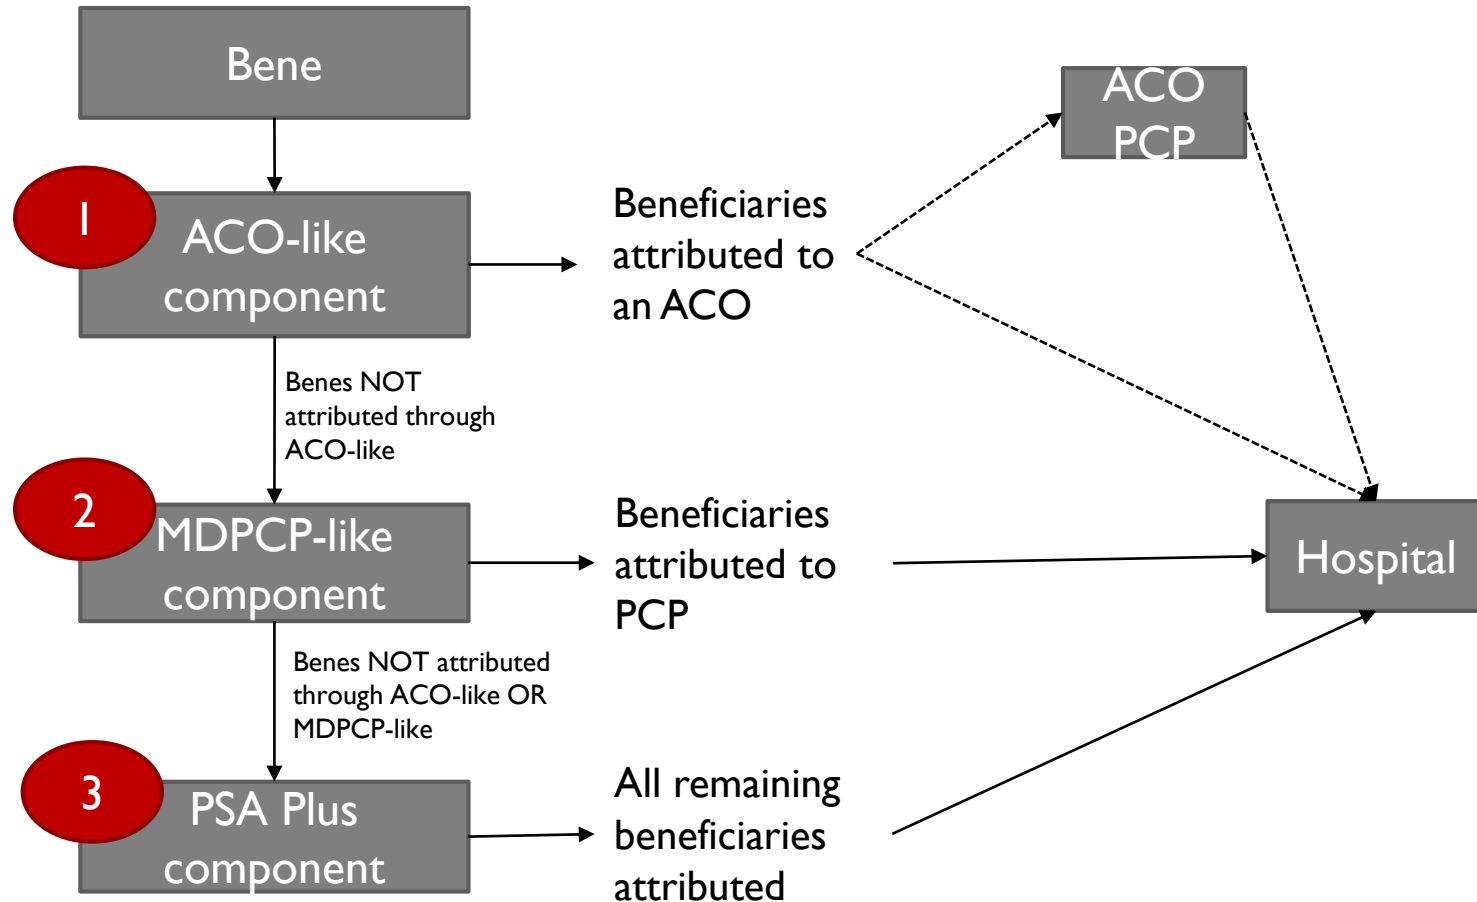 Bene
ACO
PCP
1
ACO-like
component
Beneficiaries
attributed to
an ACO
Benes NOT
attributed through
ACO-like
2
MDPCP-like
component
Beneficiaries
attributed to
PCP
Hospital
Benes NOT attributed
through ACO-like OR
MDPCP-like
3
PSA Plus
component
All remaining
beneficiaries
attributed